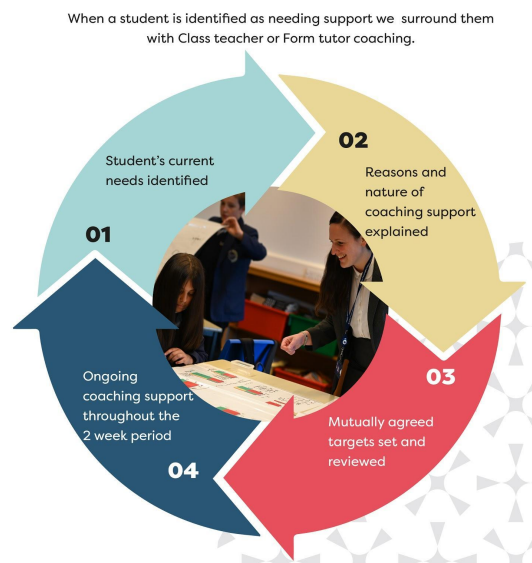 When a student is identified as needing support we surround them
with Class teacher or Form tutor coaching.
01
Student's current
needs identified
02
Reasons and
nature of
coaching support
explained
03
Mutually agreed
targets set and
reviewed
04
Ongoing
coaching support
throughout the
2 week period